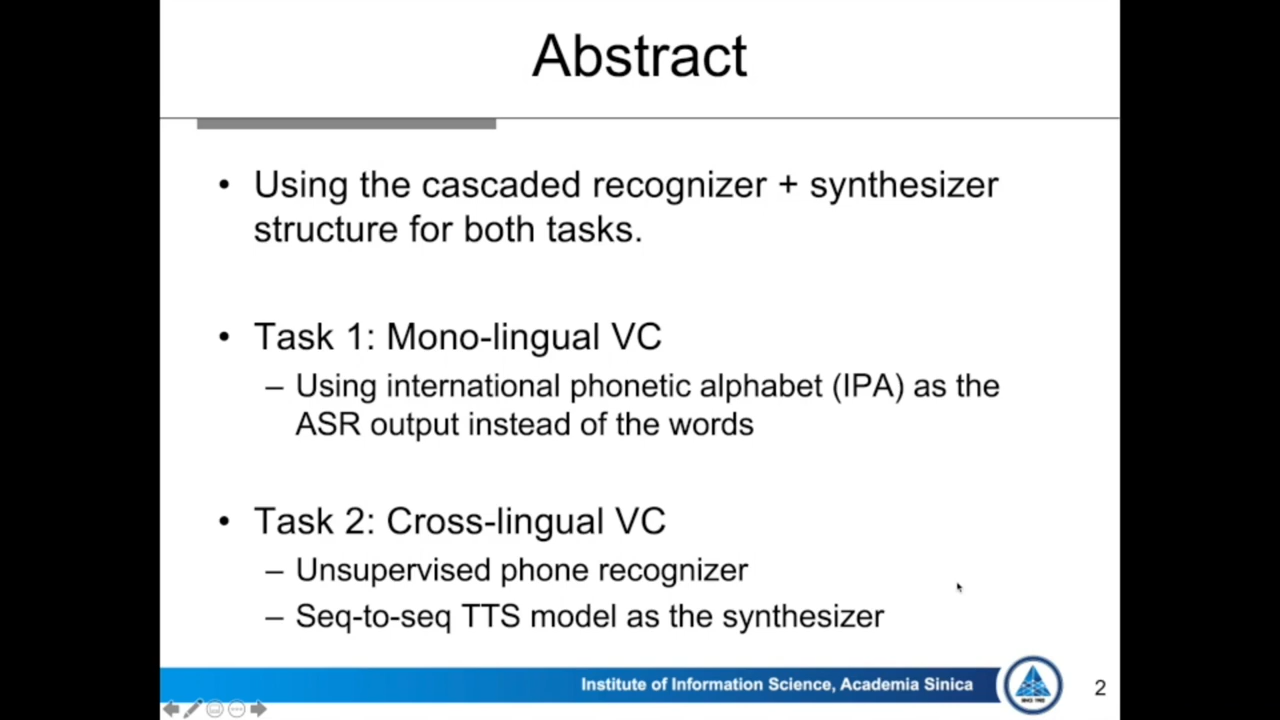 Abstract
• Using the cascaded recognizer + synthesizer
structure for both tasks.
• Task 1: Mono-lingual VC
– Using international phonetic alphabet (IPA) as the
ASR output instead of the words
• Task 2: Cross-lingual VC
– Unsupervised phone recognizer
– Seq-to-seq TTS model as the synthesizer
Institute of Information Science, Academia Sinica
2